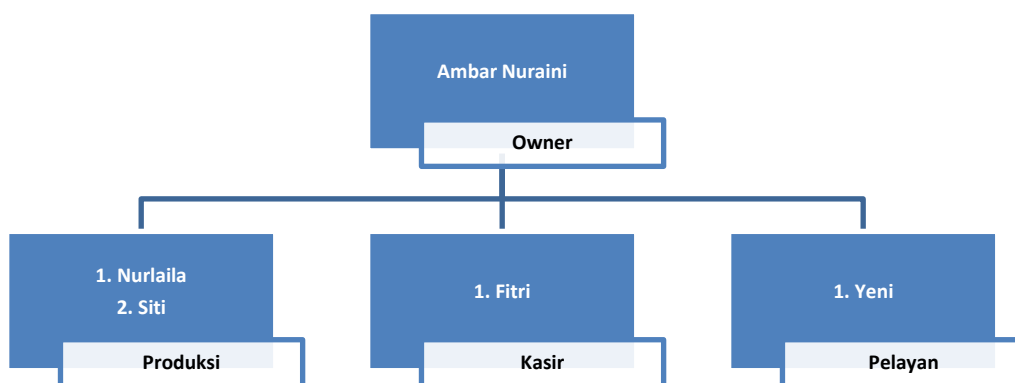 Ambar Nuraini
Owner
1. Nurlaila
2. Siti
Produksi
1. Fitri
Kasir
1. Yeni
Pelayan